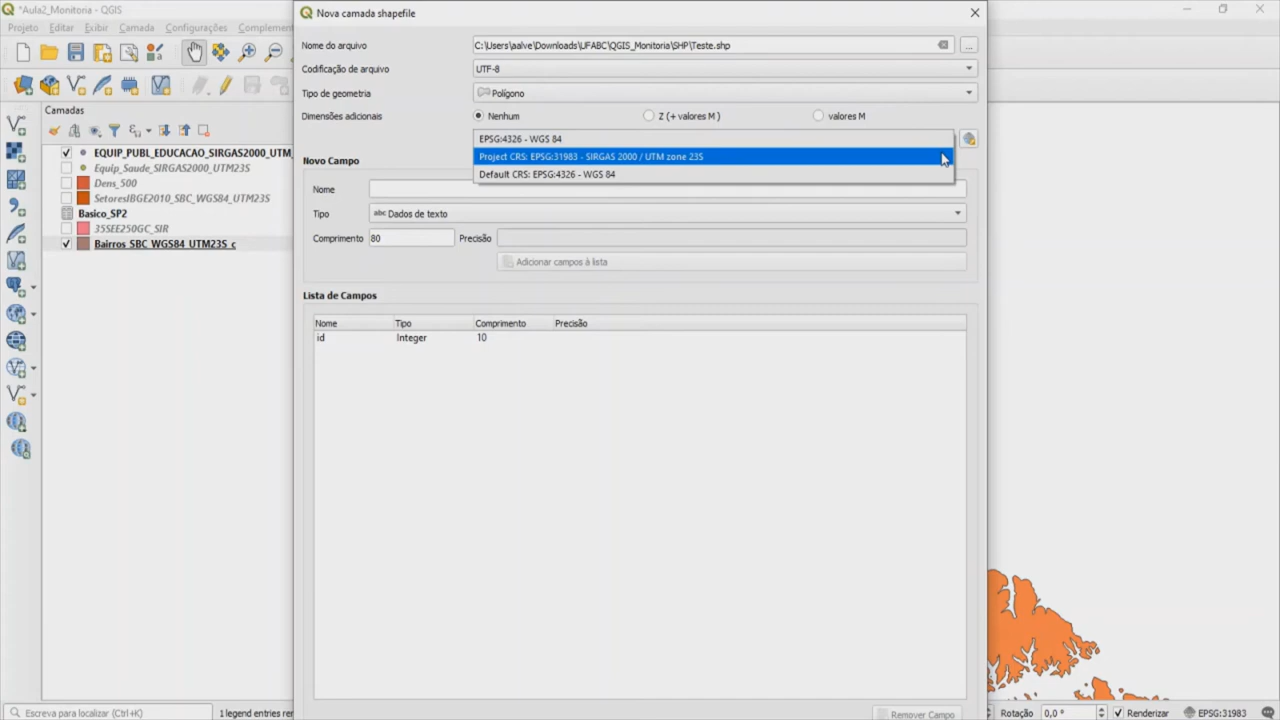 *Aula2_Monitoria - QGIS
Projeto Editar Exibir Camada Configurações Complement
Camadas
EQUIP_PUBL_EDUCACAO_SIRGAS2000_UTM
Equip_Saude_SIRGAS2000_UTM23S
Dens_500
SetoresIBGE2010_SBC_WGS84_UTM23S
Basico_SP2
35SEE250GC_SIR
Bairros_SBC_WGS84_UTM23S_c
Nova camada shapefile
Nome do arquivo
C:\Users\aalve\Downloads\UFABC\QGIS_Monitoria\SHP\Teste.shp
...
Codificação de arquivo
UTF-8
Tipo de geometria
Polígono
Dimensões adicionais
Nenhum
Z (+ valores M)
valores M
EPSG:4326 - WGS 84
Project CRS: EPSG:31983 - SIRGAS 2000 / UTM zone 23S
Default CRS: EPSG:4326 - WGS 84
Novo Campo
Nome
Tipo
abc Dados de texto
Comprimento 80 Precisão
Adicionar campos à lista
Lista de Campos
Nome Tipo Comprimento Precisão
id Integer 10
Remover Campo
Escreva para localizar (Ctrl+K)
1 legend entries re
Rotação 0,0 ° Renderizar EPSG:31983